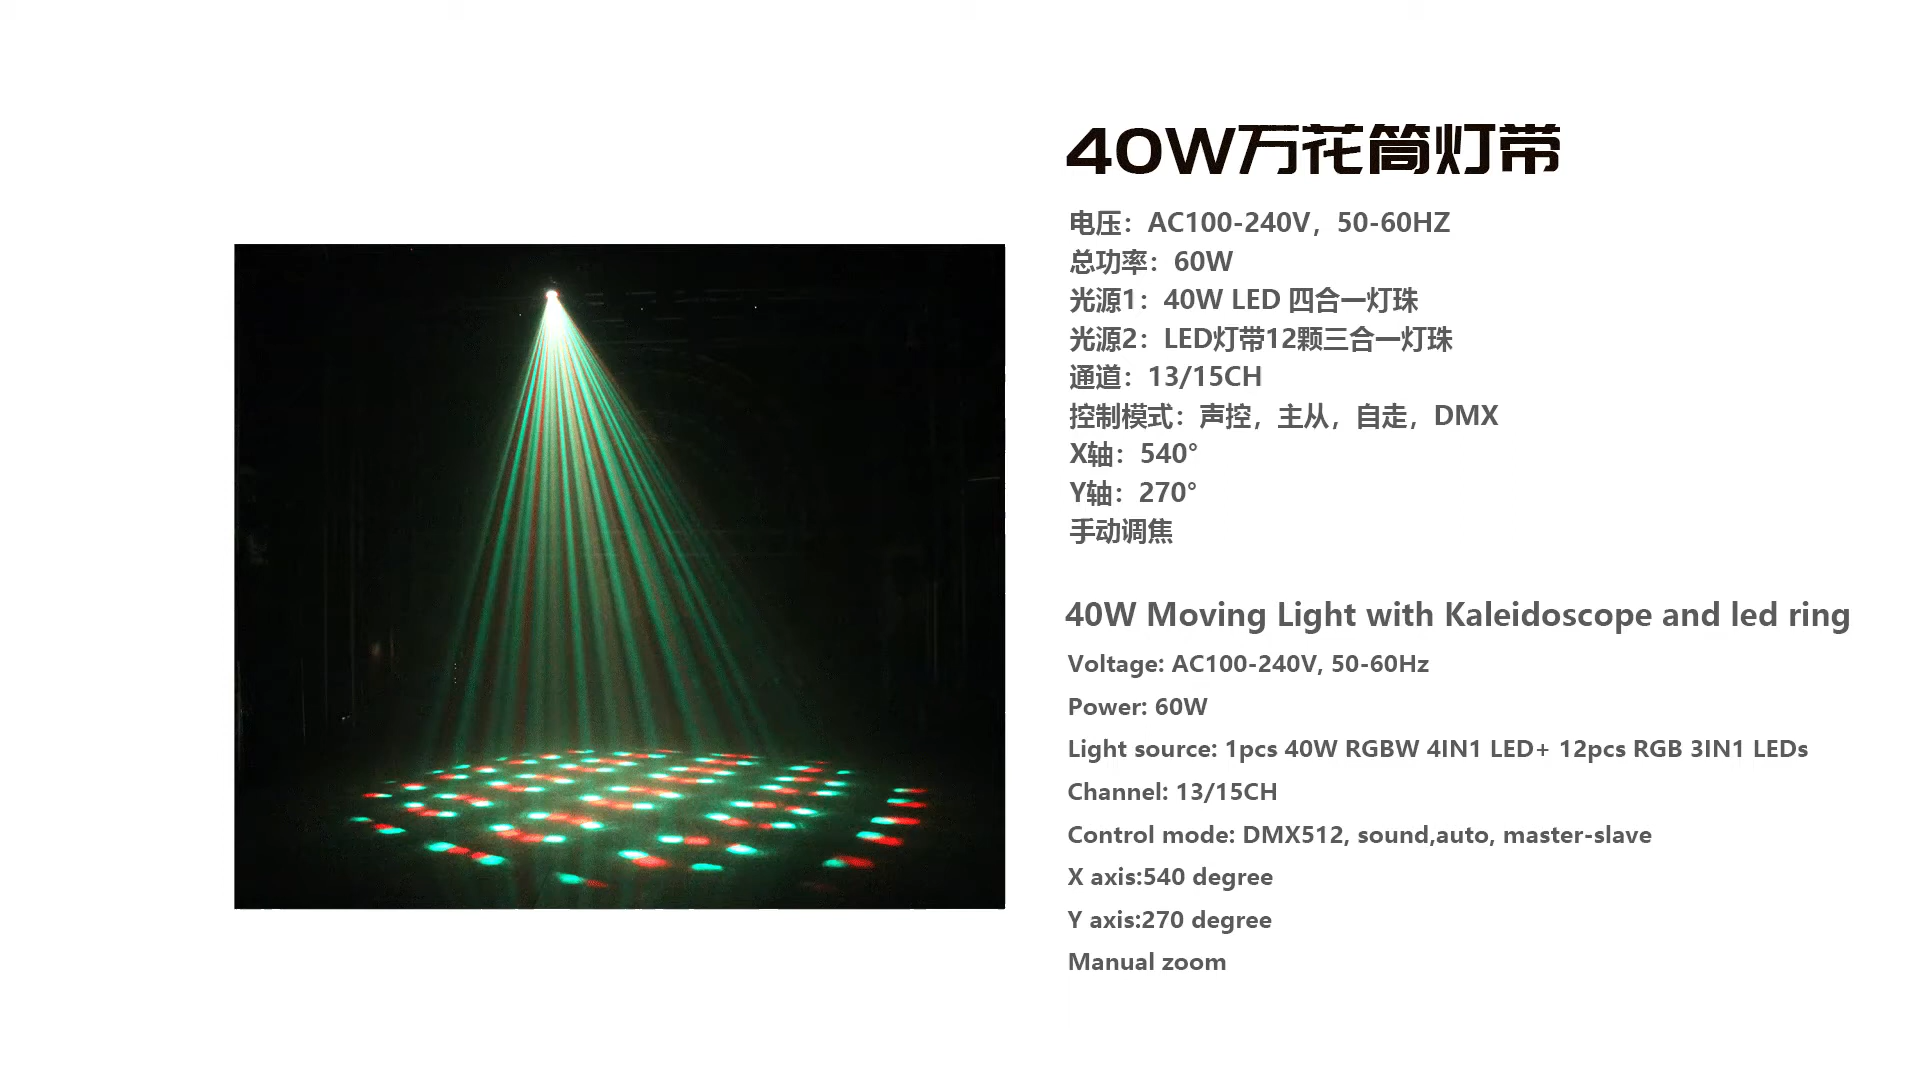 40W万花筒灯带
电压：AC100-240V，50-60HZ
总功率：60W
光源1：40W LED 四合一灯珠
光源2：LED灯带12颗三合一灯珠
通道：13/15CH
控制模式：声控，主从，自走，DMX
X轴：540°
Y轴：270°
手动调焦
40W Moving Light with Kaleidoscope and led ring
Voltage: AC100-240V, 50-60Hz
Power: 60W
Light source: 1pcs 40W RGBW 4IN1 LED+ 12pcs RGB 3IN1 LEDs
Channel: 13/15CH
Control mode: DMX512, sound,auto, master-slave
X axis:540 degree
Y axis:270 degree
Manual zoom